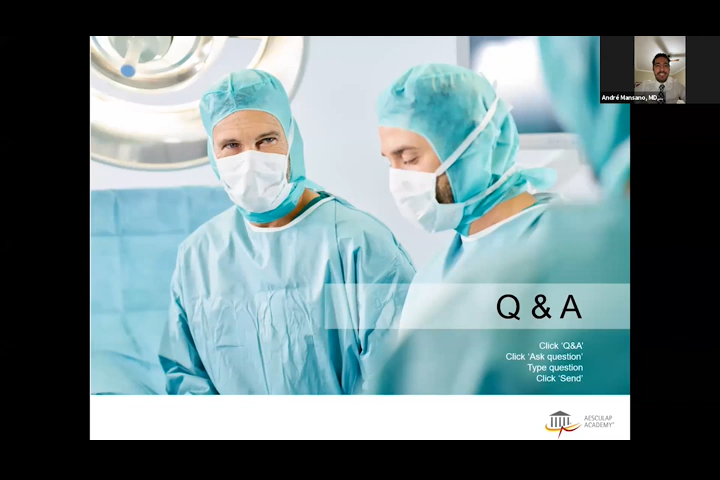 André Mansano, MD,...
Q & A
Click ‘Q&A’
Click ‘Ask question’
Type question
Click ‘Send’
AESCULAP
ACADEMY®